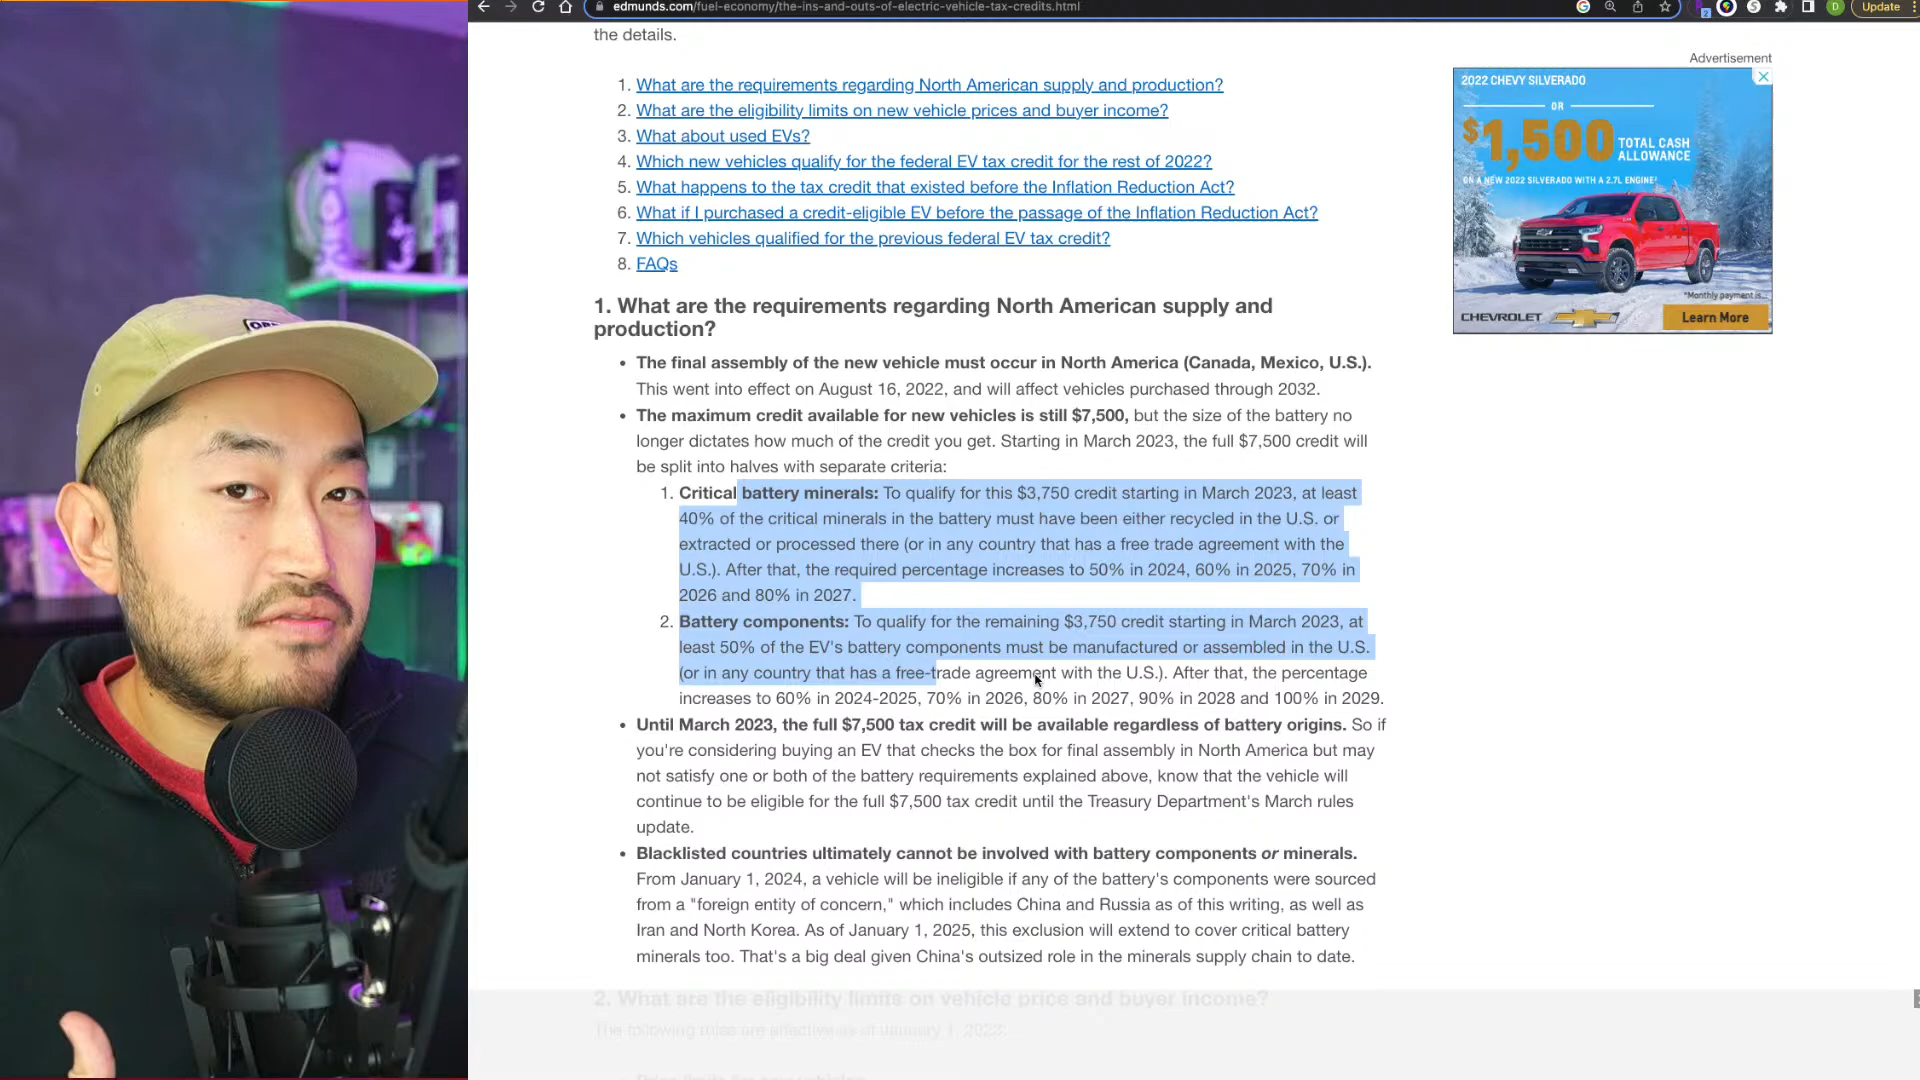 edmunds.com/fuel-economy/the-ins-and-outs-of-electric-vehicle-tax-credits.html
Update
the details.
1. What are the requirements regarding North American supply and production?
2. What are the eligibility limits on new vehicle prices and buyer income?
3. What about used EVs?
4. Which new vehicles qualify for the federal EV tax credit for the rest of 2022?
5. What happens to the tax credit that existed before the Inflation Reduction Act?
6. What if I purchased a credit-eligible EV before the passage of the Inflation Reduction Act?
7. Which vehicles qualified for the previous federal EV tax credit?
8. FAQs
Advertisement
2022 CHEVY SILVERADO
OR
$1,500
TOTAL CASH
ALLOWANCE
ON A NEW 2022 SILVERADO WITH A 2.7L ENGINE
*Monthly payment is...
CHEVROLET
Learn More
1. What are the requirements regarding North American supply and
production?
• The final assembly of the new vehicle must occur in North America (Canada, Mexico, U.S.).
This went into effect on August 16, 2022, and will affect vehicles purchased through 2032.
• The maximum credit available for new vehicles is still $7,500, but the size of the battery no
longer dictates how much of the credit you get. Starting in March 2023, the full $7,500 credit will
be split into halves with separate criteria:
1. Critical battery minerals: To qualify for this $3,750 credit starting in March 2023, at least
40% of the critical minerals in the battery must have been either recycled in the U.S. or
extracted or processed there (or in any country that has a free trade agreement with the
U.S.). After that, the required percentage increases to 50% in 2024, 60% in 2025, 70% in
2026 and 80% in 2027.
2. Battery components: To qualify for the remaining $3,750 credit starting in March 2023, at
least 50% of the EV's battery components must be manufactured or assembled in the U.S.
(or in any country that has a free-trade agreement with the U.S.). After that, the percentage
increases to 60% in 2024-2025, 70% in 2026, 80% in 2027, 90% in 2028 and 100% in 2029.
• Until March 2023, the full $7,500 tax credit will be available regardless of battery origins. So if
you're considering buying an EV that checks the box for final assembly in North America but may
not satisfy one or both of the battery requirements explained above, know that the vehicle will
continue to be eligible for the full $7,500 tax credit until the Treasury Department's March rules
update.
• Blacklisted countries ultimately cannot be involved with battery components or minerals.
From January 1, 2024, a vehicle will be ineligible if any of the battery's components were sourced
from a "foreign entity of concern," which includes China and Russia as of this writing, as well as
Iran and North Korea. As of January 1, 2025, this exclusion will extend to cover critical battery
minerals too. That's a big deal given China's outsized role in the minerals supply chain to date.
2. What are the eligibility limits on vehicle price and buyer income?
The following rules are effective as of January 1, 2023: